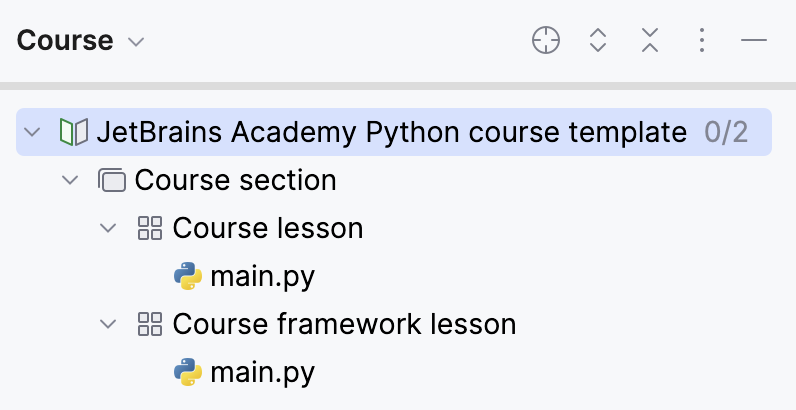 Course
JetBrains Academy Python course template 0/2
Course section
Course lesson
main.py
Course framework lesson
main.py